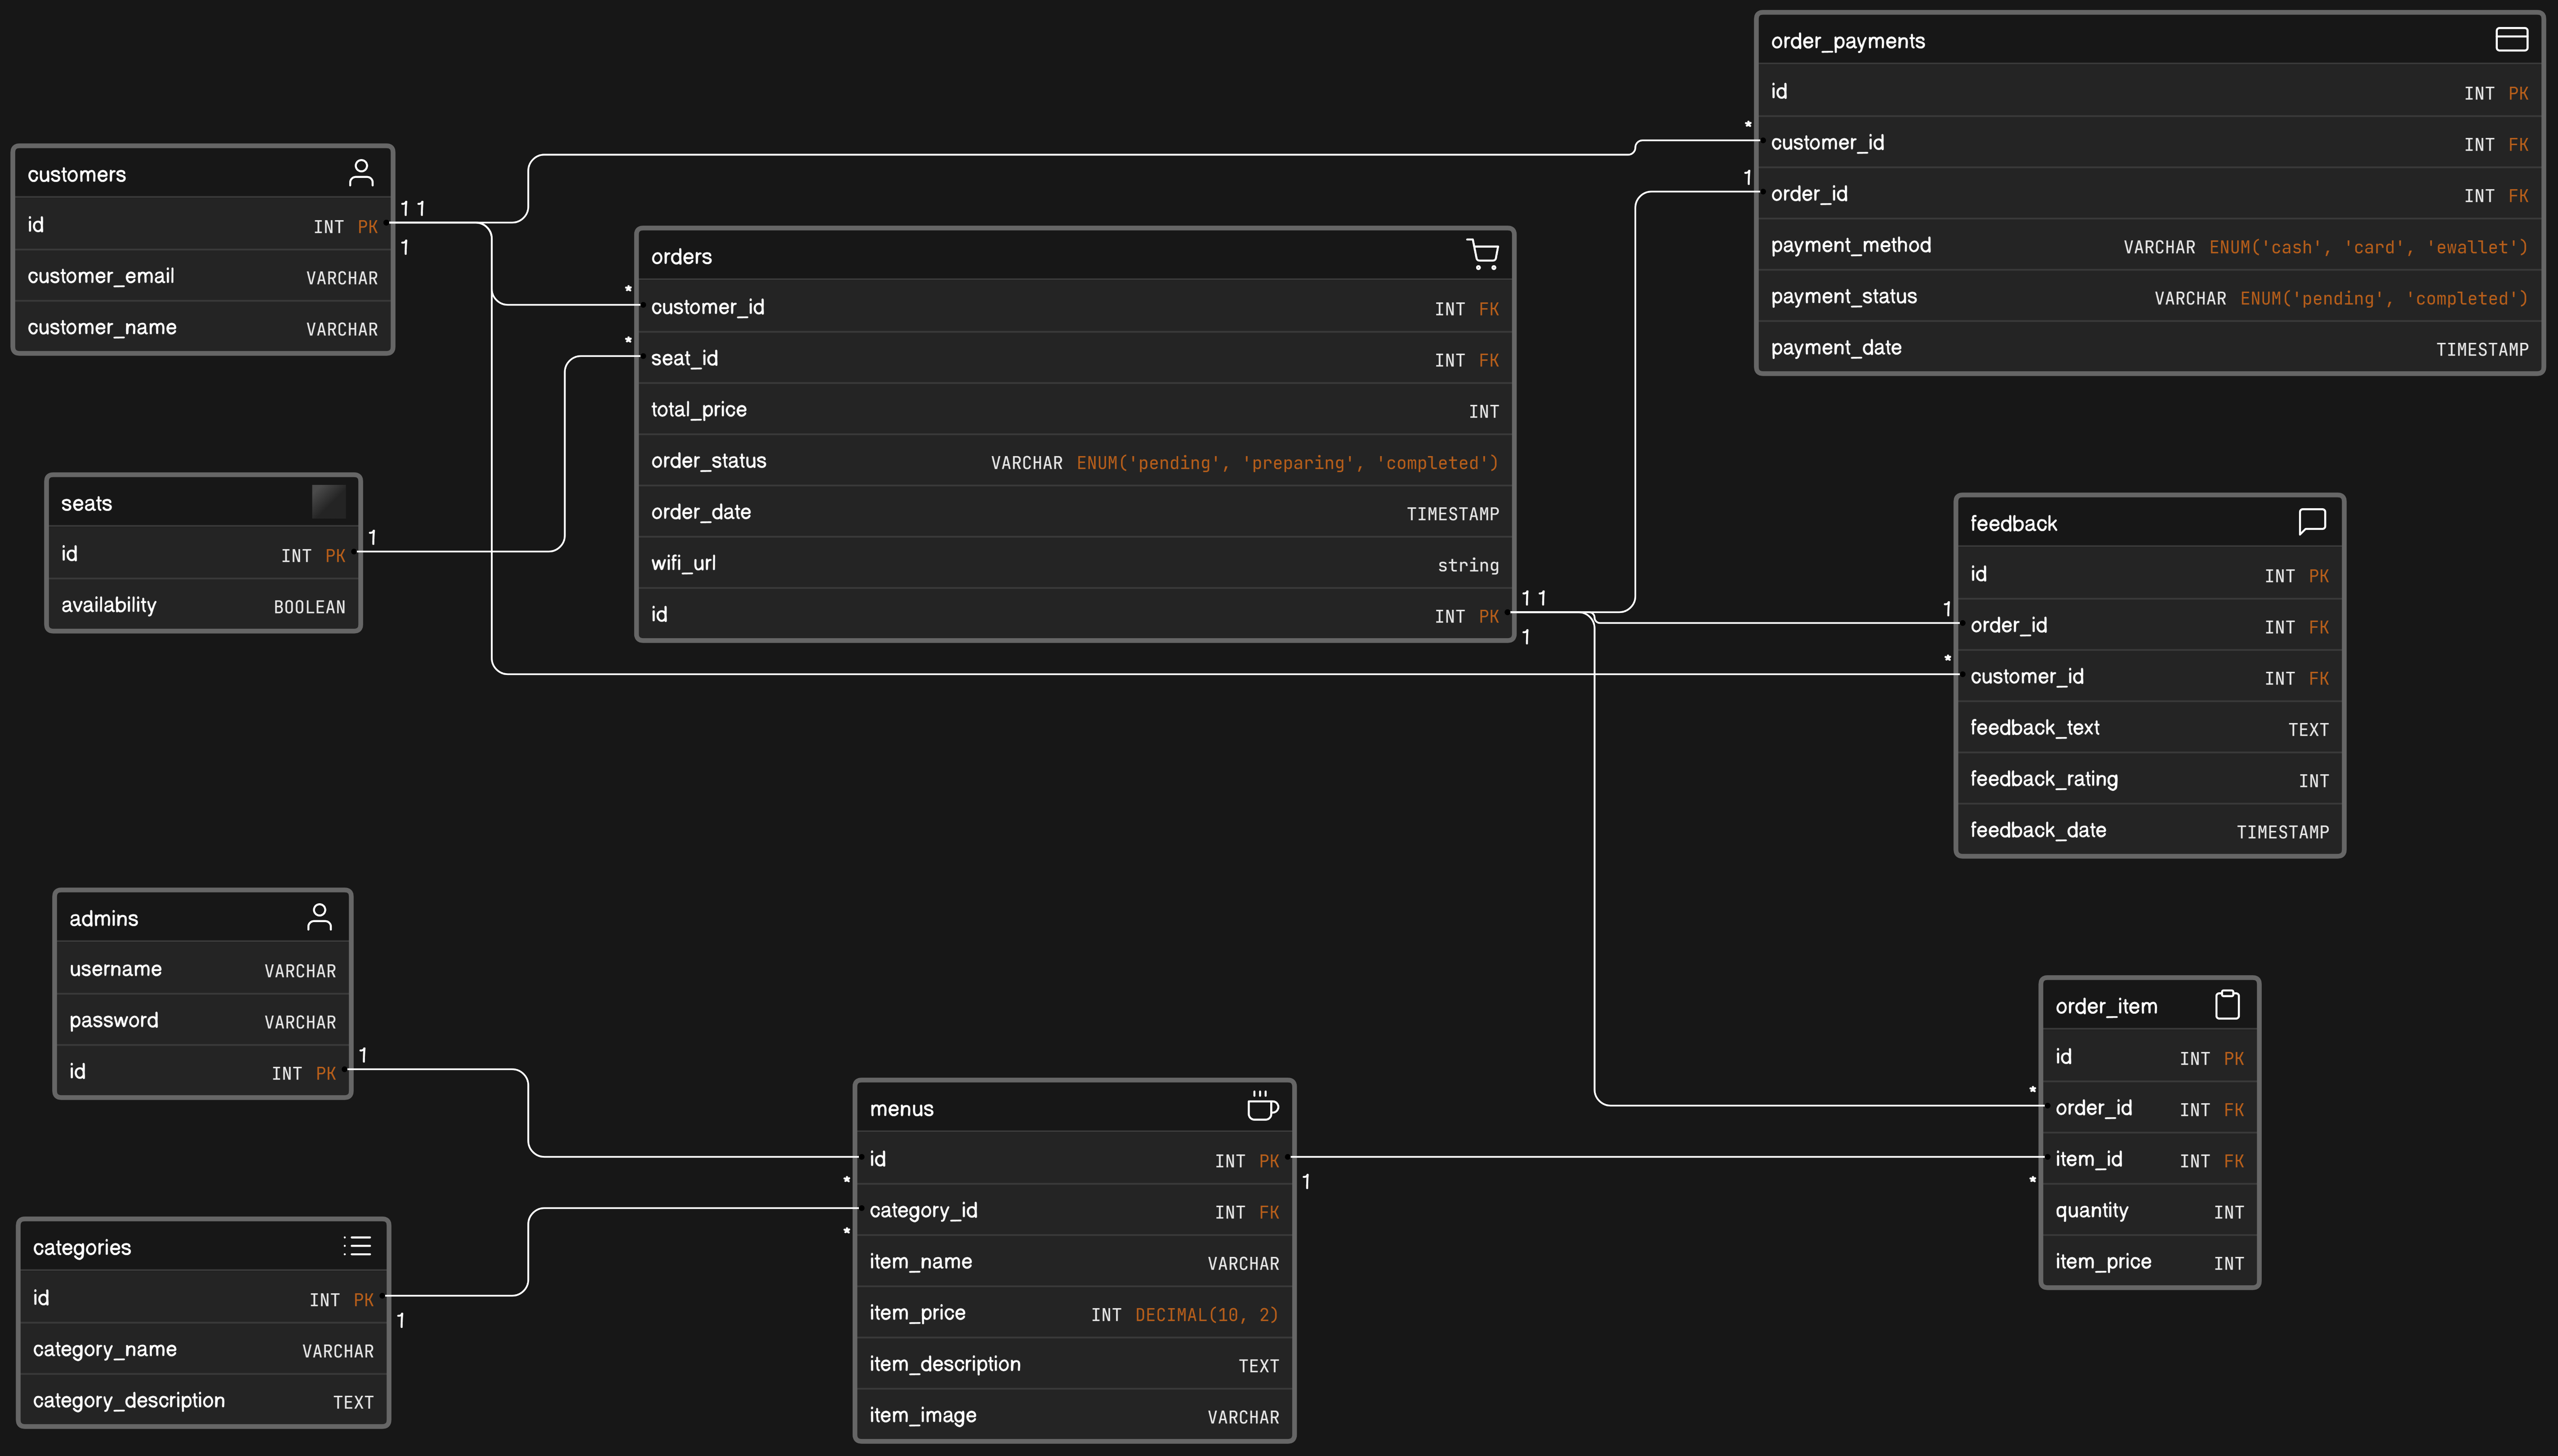 order_payments
id INT PK
customer_id INT FK
order_id INT FK
payment_method VARCHAR ENUM('cash', 'card', 'ewallet')
payment_status VARCHAR ENUM('pending', 'completed')
payment_date TIMESTAMP
*
1
customers
id INT PK
customer_email VARCHAR
customer_name VARCHAR
1 1
1
orders
customer_id INT FK
seat_id INT FK
total_price INT
order_status VARCHAR ENUM('pending', 'preparing', 'completed')
order_date TIMESTAMP
wifi_url string
id INT PK
*
*
1 1
1
seats
id INT PK
availability BOOLEAN
1
feedback
id INT PK
order_id INT FK
customer_id INT FK
feedback_text TEXT
feedback_rating INT
feedback_date TIMESTAMP
1
*
admins
username VARCHAR
password VARCHAR
id INT PK
1
order_item
id INT PK
order_id INT FK
item_id INT FK
quantity INT
item_price INT
*
*
menus
id INT PK
category_id INT FK
item_name VARCHAR
item_price INT DECIMAL(10, 2)
item_description TEXT
item_image VARCHAR
*
*
1
categories
id INT PK
category_name VARCHAR
category_description TEXT
1